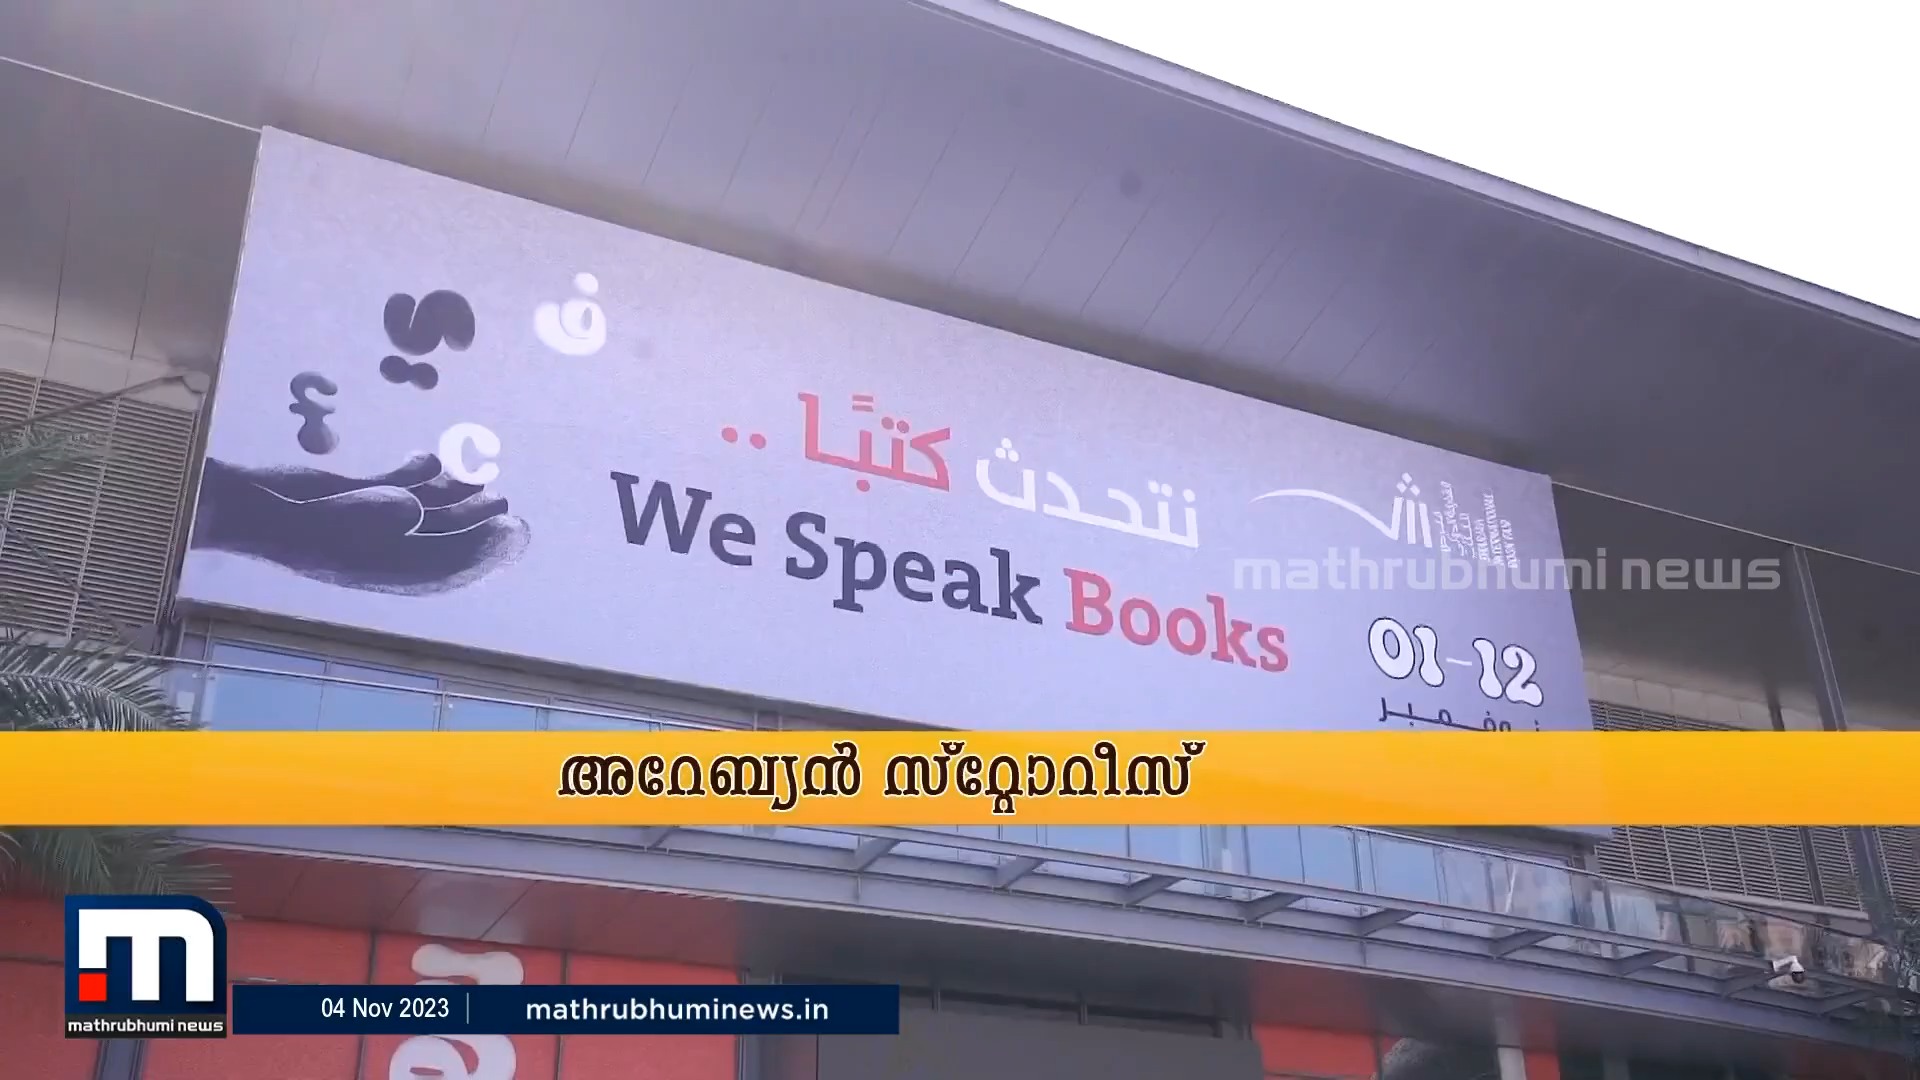 نتحدث كتبًا ..
We Speak Books
mathrubhumi news
01-12
نوفمبر
അറേബ്യൻ സ്റ്റോറീസ്
mathrubhumi news
04 Nov 2023
mathrubhuminews.in